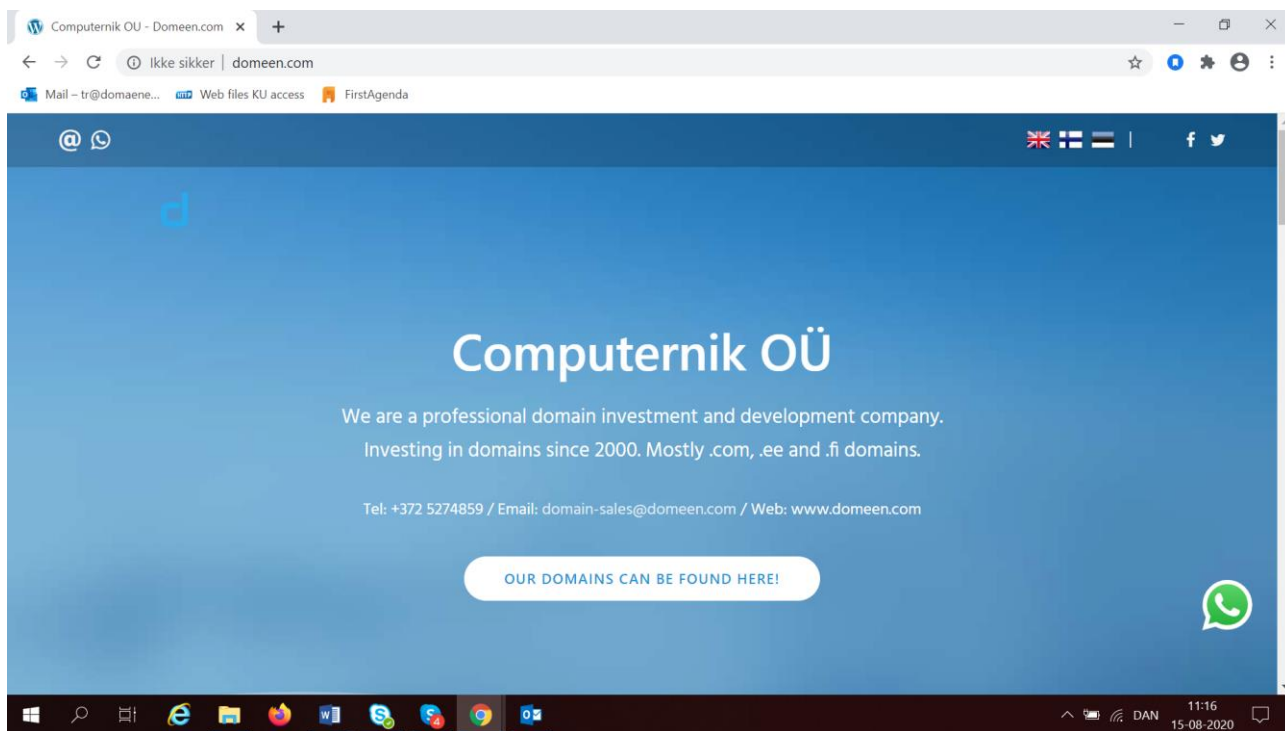 Computernik OU - Domeen.com
Ikke sikker | domeen.com
Mail – tr@domaene... Web files KU access FirstAgenda
@ f
d
Computernik OÜ
We are a professional domain investment and development company.
Investing in domains since 2000. Mostly .com, .ee and .fi domains.
Tel: +372 5274859 / Email: domain-sales@domeen.com / Web: www.domeen.com
OUR DOMAINS CAN BE FOUND HERE!
DAN 11:16
15-08-2020